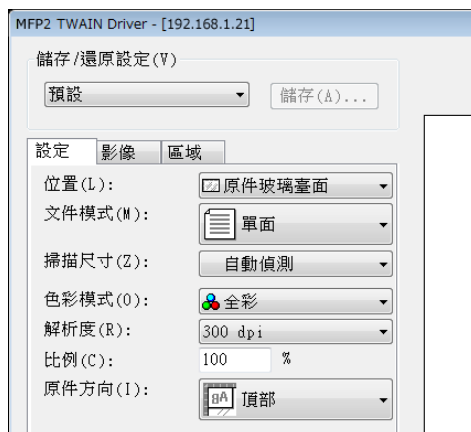 MFP2 TWAIN Driver - [192.168.1.21]
儲存/還原設定(V)
預設 儲存(A)...
設定 影像 區域
位置(L): 原件玻璃臺面
文件模式(M): 單面
掃描尺寸(Z): 自動偵測
色彩模式(O): 全彩
解析度(R): 300 dpi
比例(C): 100 %
原件方向(I): AB 頂部